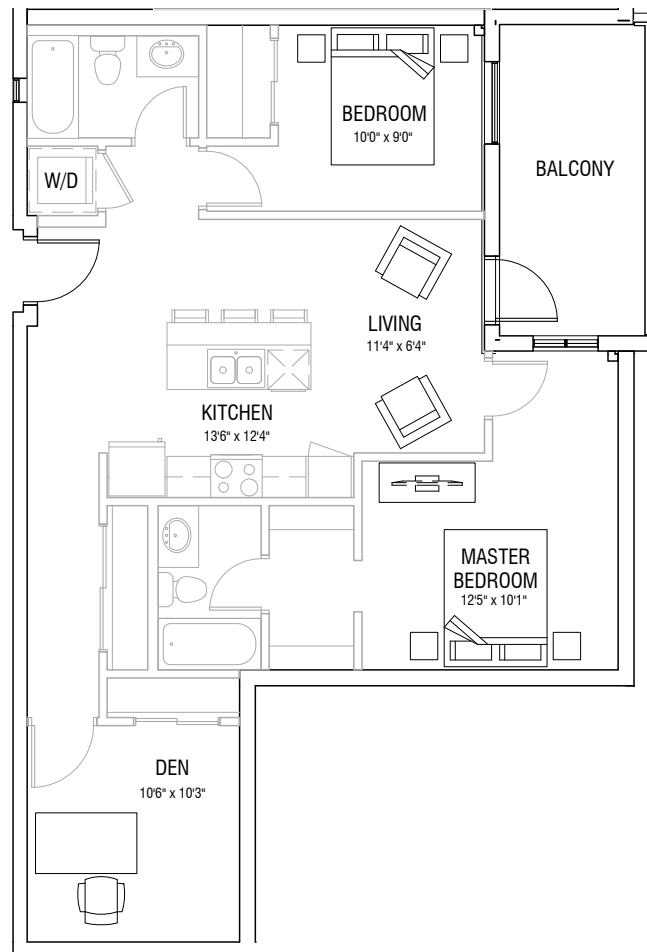 BEDROOM
10'0" x 9'0"
BALCONY
W/D
LIVING
11'4" x 6'4"
KITCHEN
13'6" x 12'4"
MASTER
BEDROOM
12'5" x 10'1"
DEN
10'6" x 10'3"